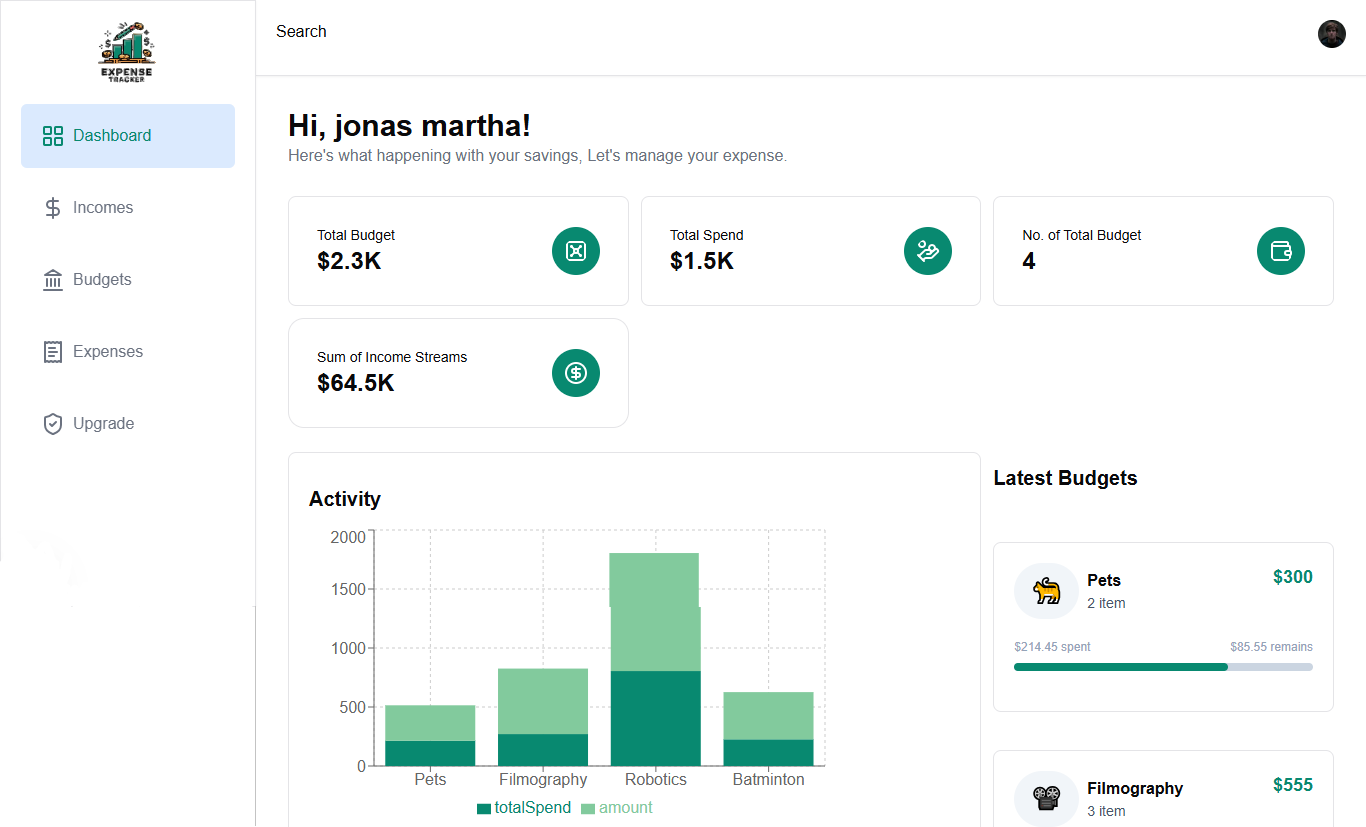 EXPENSE
TRACKER
Search
Dashboard
Incomes
Budgets
Expenses
Upgrade
Hi, jonas martha!
Here's what happening with your savings, Let's manage your expense.
Total Budget
$2.3K
Total Spend
$1.5K
No. of Total Budget
4
Sum of Income Streams
$64.5K
Activity
2000
1500
1000
500
0
Pets Filmography Robotics Batminton
totalSpend amount
Latest Budgets
Pets
2 item
$300
$214.45 spent $85.55 remains
Filmography
3 item
$555